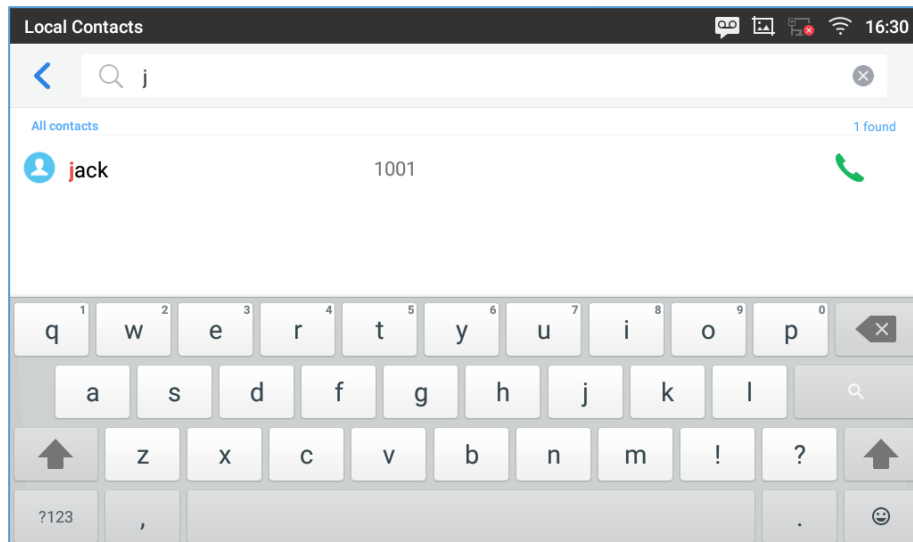 Local Contacts 16:30
j
All contacts 1 found
jack 1001
q 1 w 2 e 3 r 4 t 5 y 6 u 7 i 8 o 9 p 0
a s d f g h j k l
z x c v b n m ! ?
?123 , .